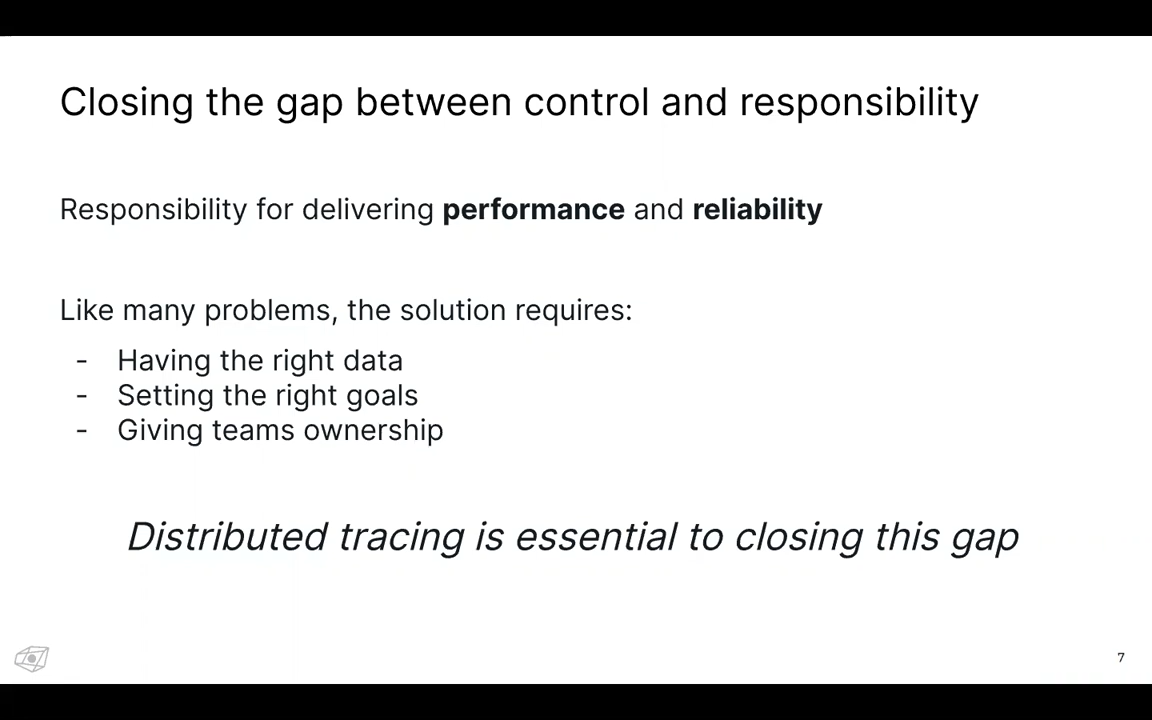 Closing the gap between control and responsibility
Responsibility for delivering performance and reliability
Like many problems, the solution requires:
- Having the right data
- Setting the right goals
- Giving teams ownership
Distributed tracing is essential to closing this gap
7